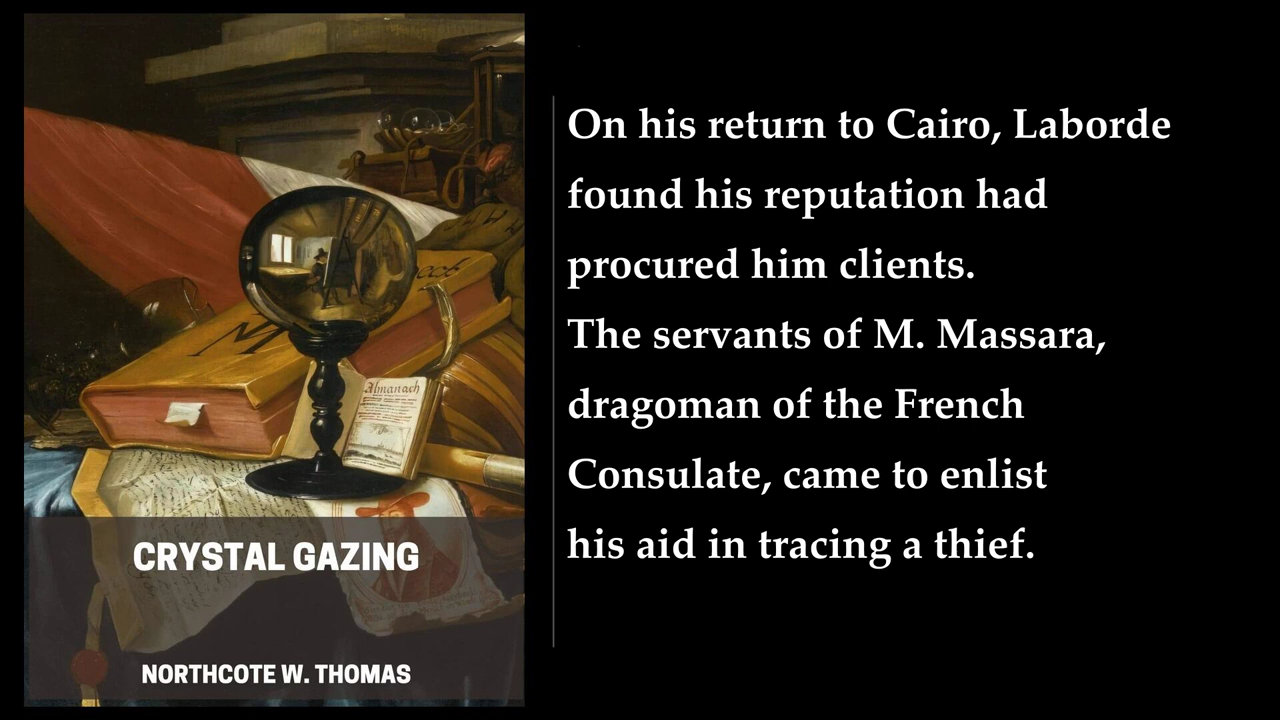 M
Almanach
CRYSTAL GAZING
NORTHCOTE W. THOMAS
On his return to Cairo, Laborde
found his reputation had
procured him clients.
The servants of M. Massara,
dragoman of the French
Consulate, came to enlist
his aid in tracing a thief.